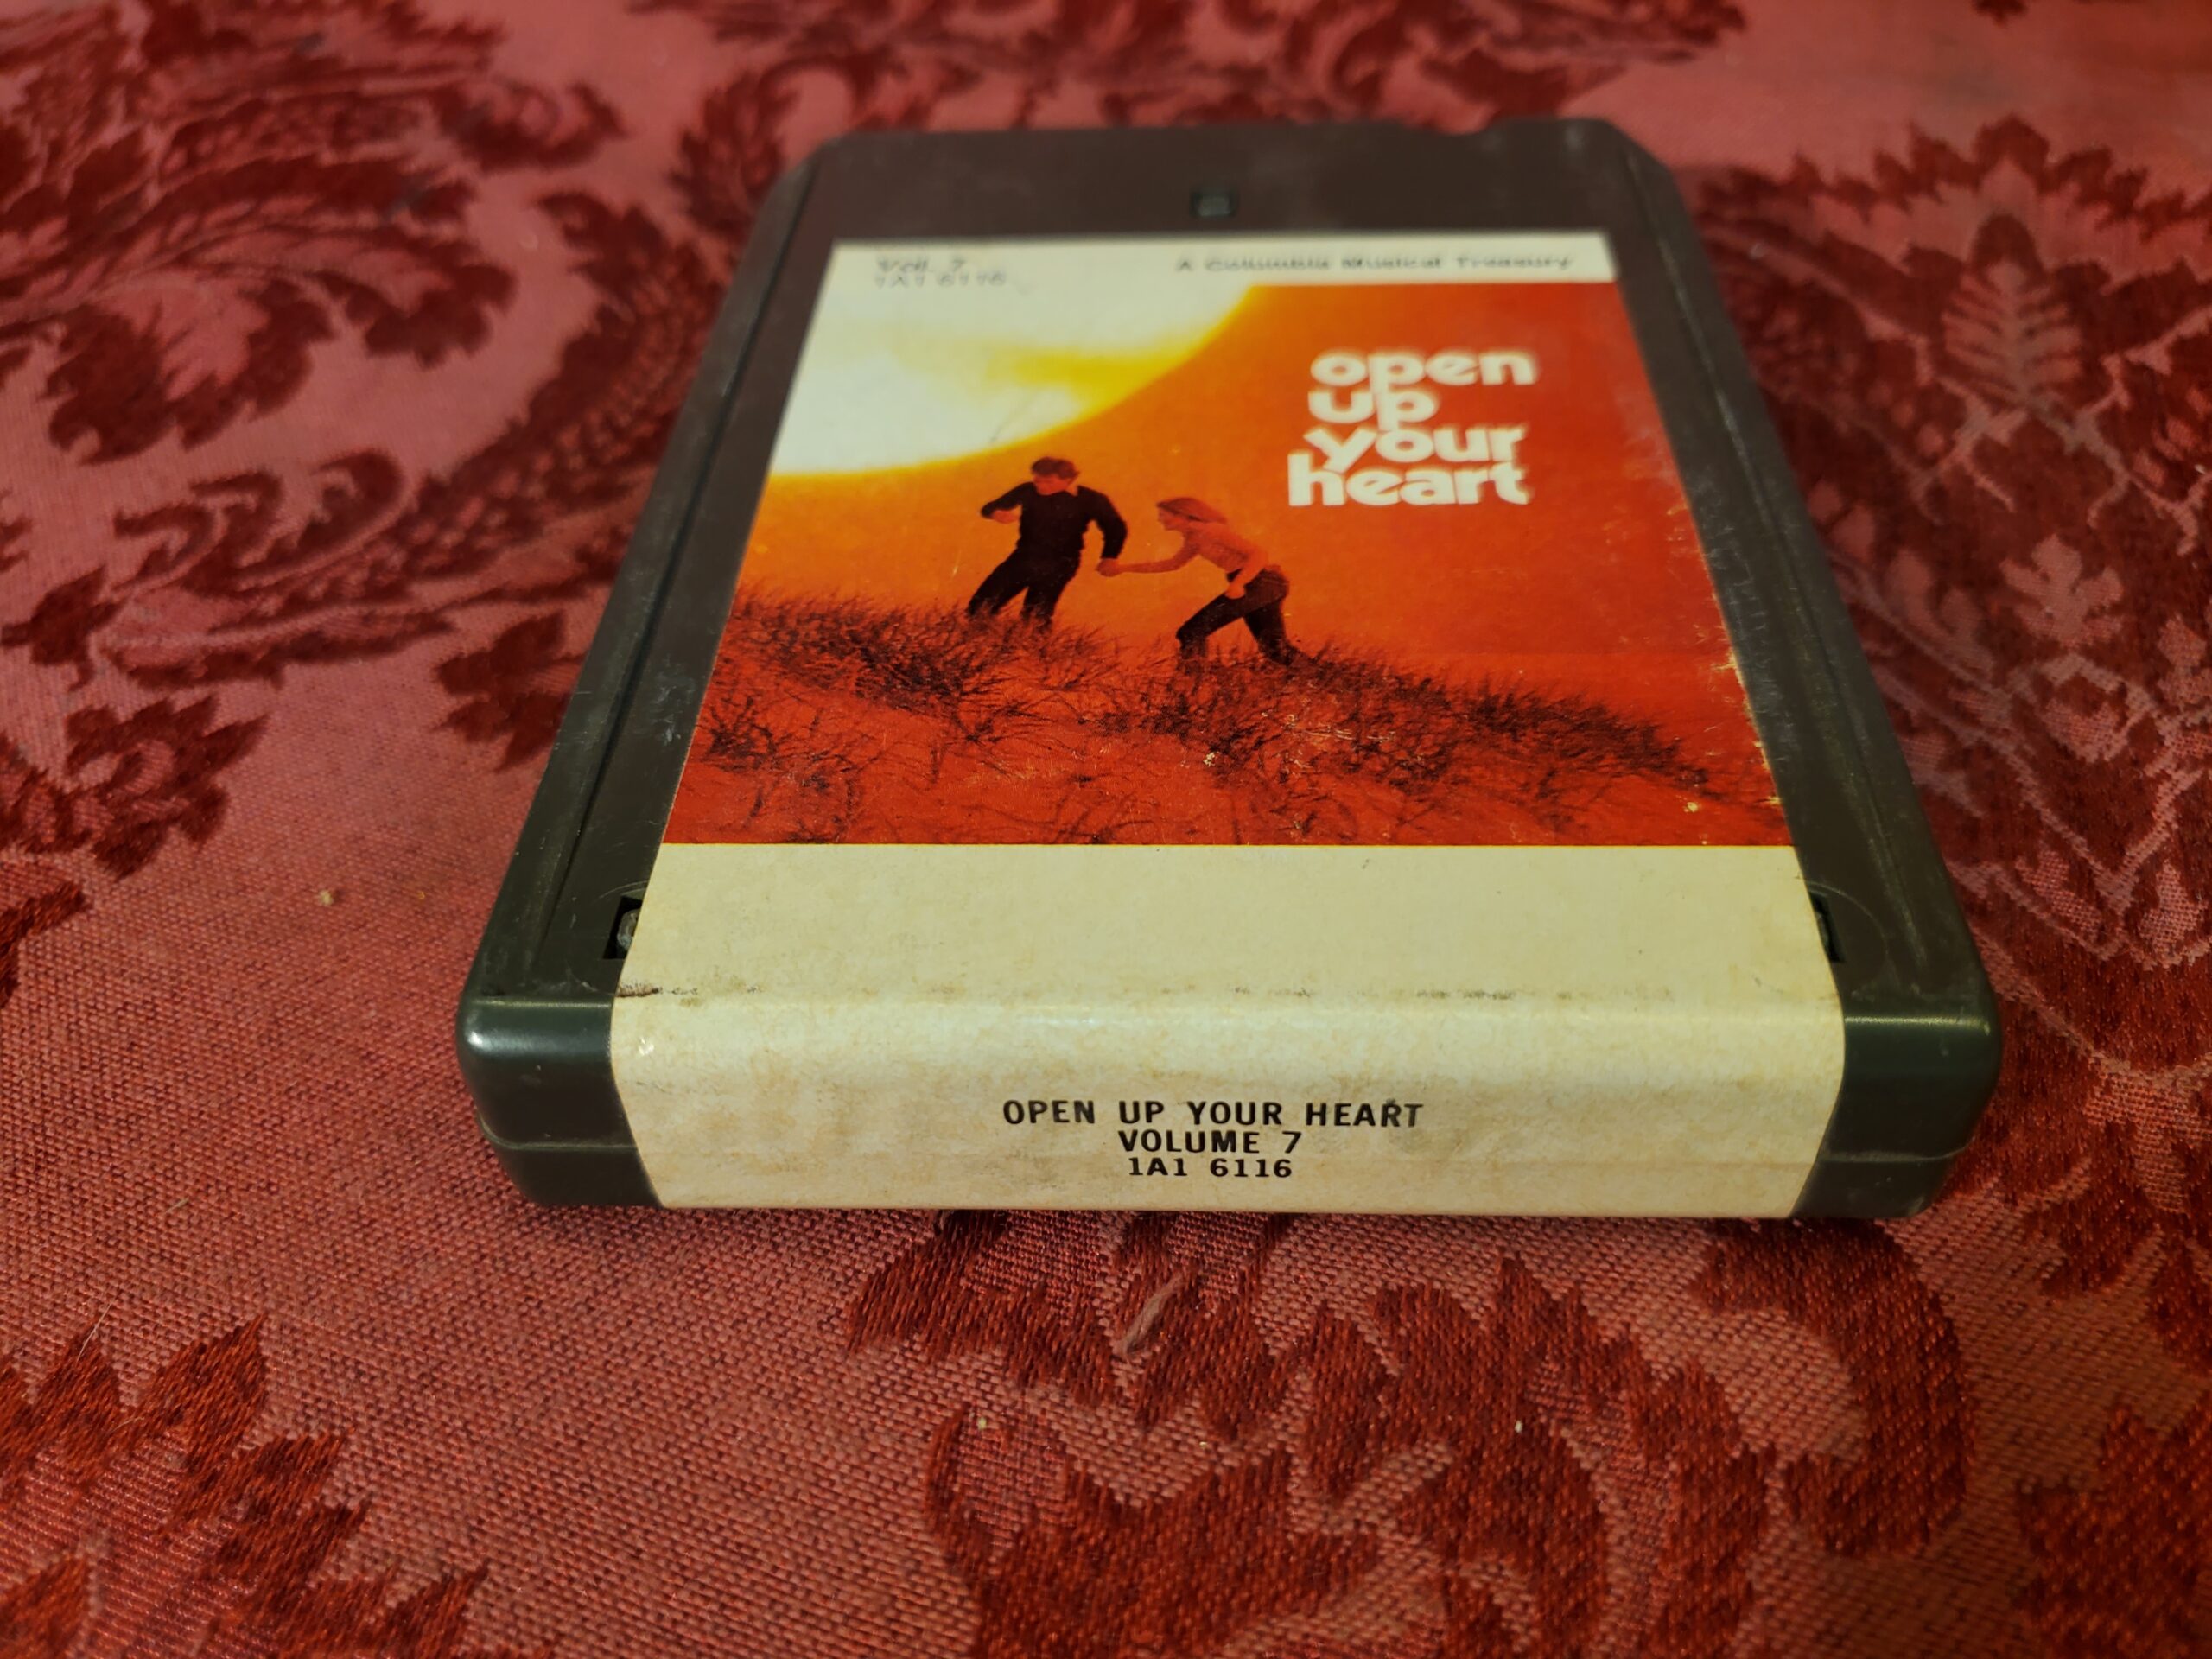 Vol. 7
1A1 6116
A Columbia Musical Treasury
open
up
your
heart
OPEN UP YOUR HEART
VOLUME 7
1A1 6116